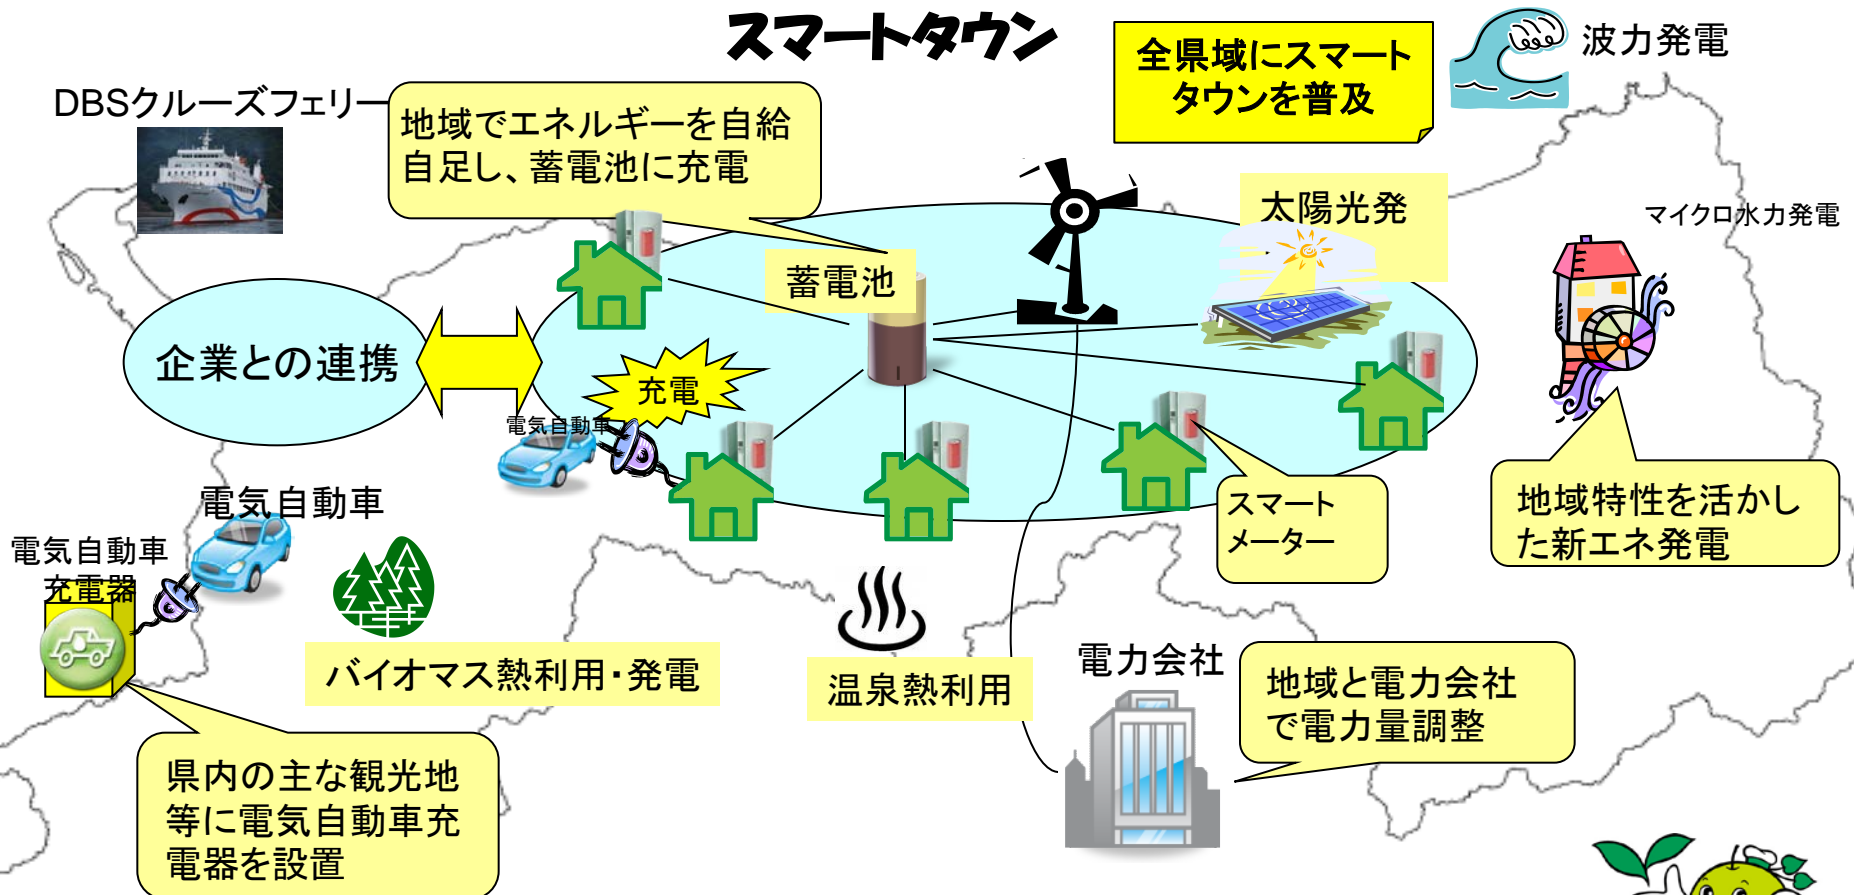 スマートタウン
全県域にスマート
タウンを普及
波力発電
DBSクルーズフェリー
地域でエネルギーを自給
自足し、蓄電池に充電
太陽光発
マイクロ水力発電
蓄電池
企業との連携
充電
電気自動車
スマート
メーター
地域特性を活かし
た新エネ発電
電気自動車
電気自動車
充電器
バイオマス熱利用・発電
温泉熱利用
電力会社
地域と電力会社
で電力量調整
県内の主な観光地
等に電気自動車充
電器を設置